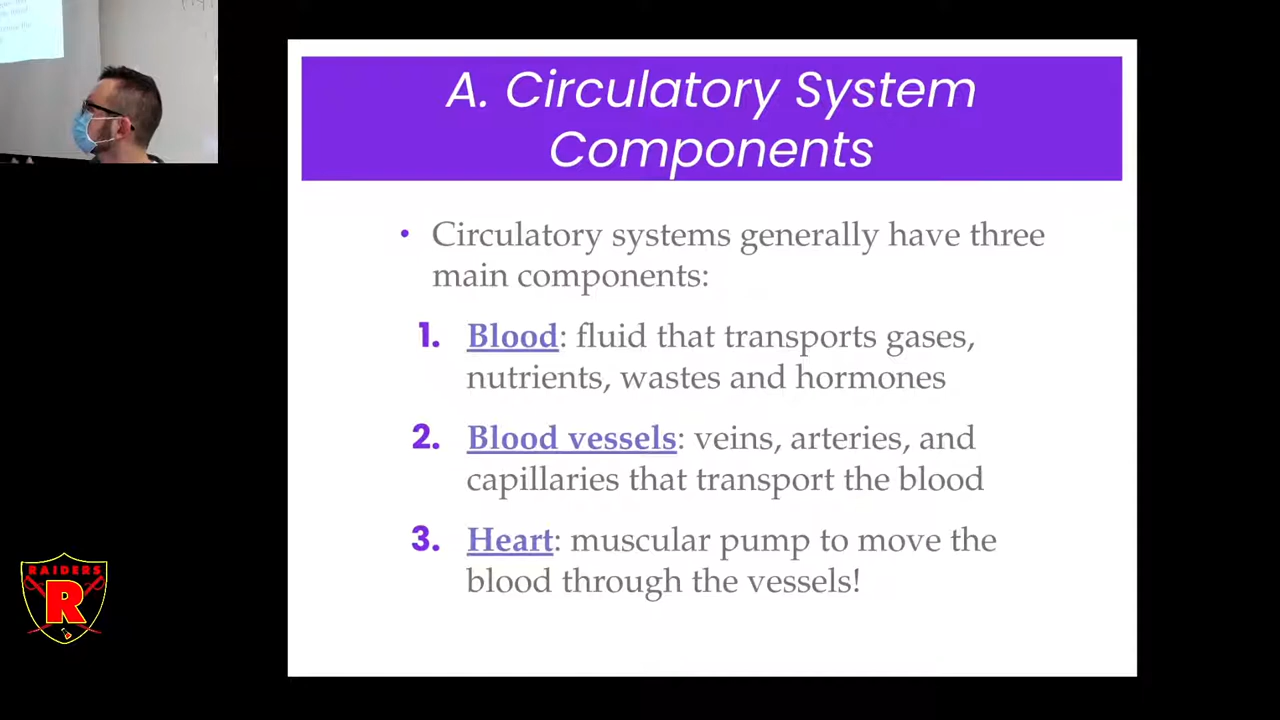 A. Circulatory System
Components
• Circulatory systems generally have three
main components:
1. Blood: fluid that transports gases,
nutrients, wastes and hormones
2. Blood vessels: veins, arteries, and
capillaries that transport the blood
3. Heart: muscular pump to move the
blood through the vessels!
RAIDERS
R